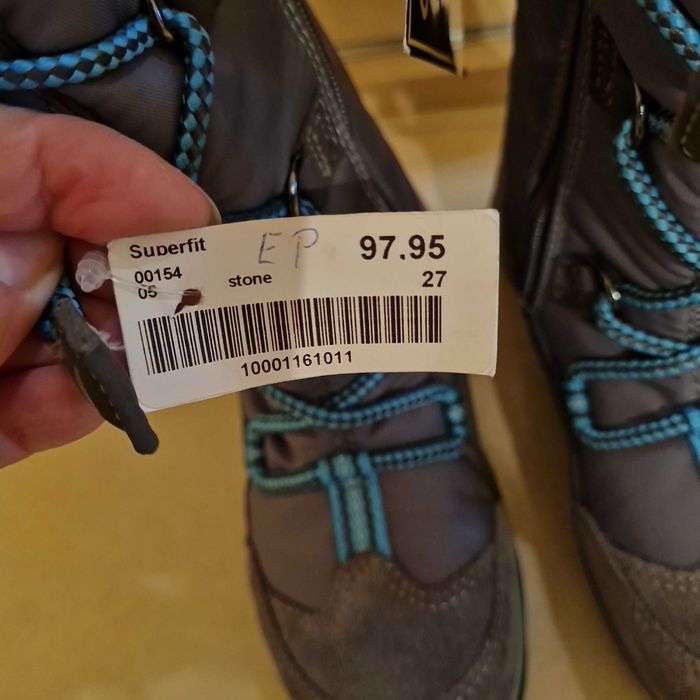 Superfit EP 97.95
00154
05 stone 27
10001161011